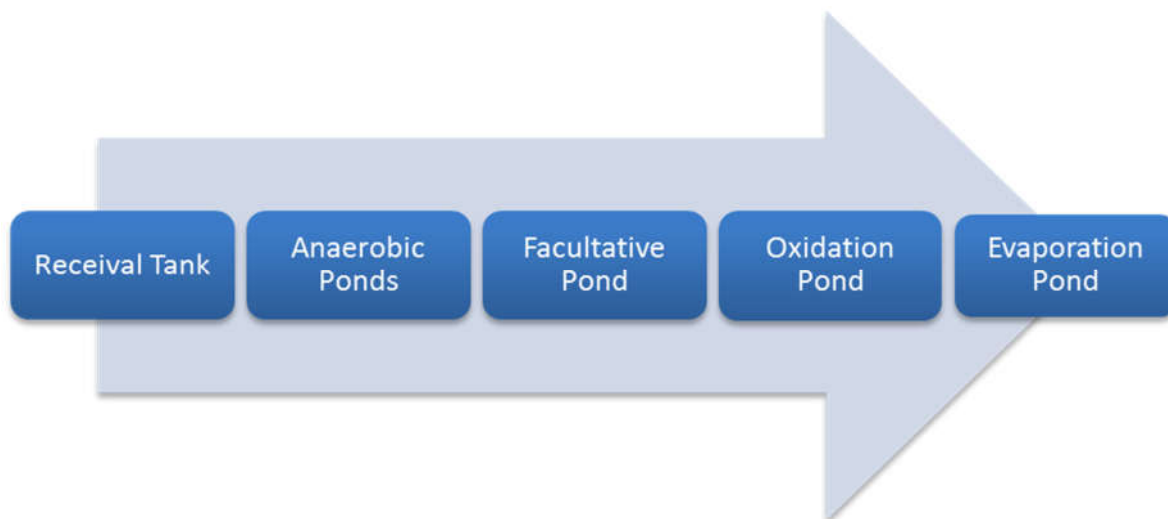 Receival Tank
Anaerobic
Ponds
Facultative
Pond
Oxidation
Pond
Evaporation
Pond